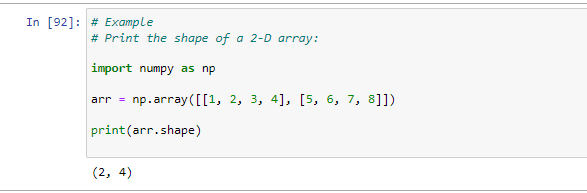 In [92]: # Example
# Print the shape of a 2-D array:
import numpy as np
arr = np.array([[1, 2, 3, 4], [5, 6, 7, 8]])
print(arr.shape)
(2, 4)